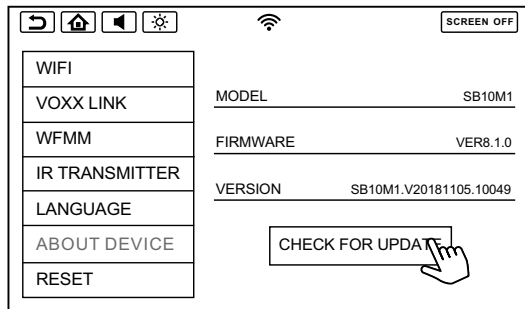 SCREEN OFF
WIFI
VOXX LINK
WFMM
IR TRANSMITTER
LANGUAGE
ABOUT DEVICE
RESET
MODEL SB10M1
FIRMWARE VER8.1.0
VERSION SB10M1.V20181105.10049
CHECK FOR UPDATE